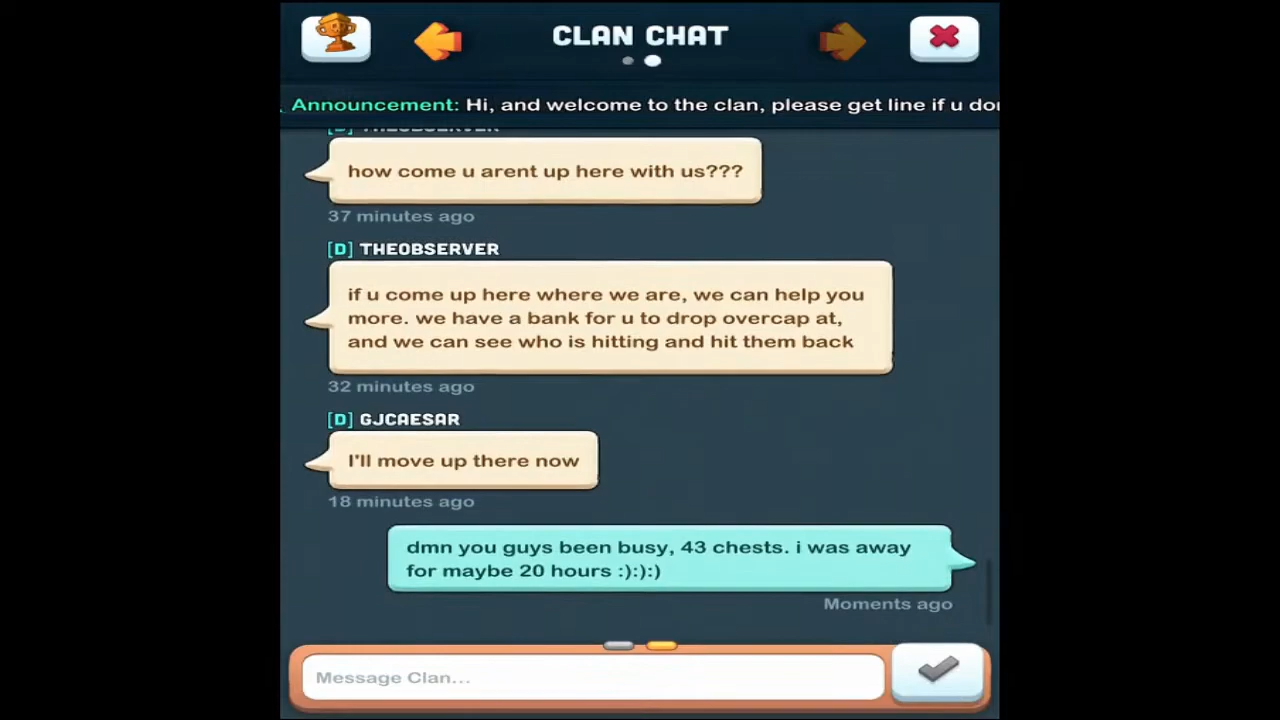 CLAN CHAT
Announcement: Hi, and welcome to the clan, please get line if u
[D] THEOBSERVER
how come u arent up here with us???
37 minutes ago
[D] THEOBSERVER
if u come up here where we are, we can help you
more. we have a bank for u to drop overcap at,
and we can see who is hitting and hit them back
32 minutes ago
[D] GJCAESAR
I'll move up there now
18 minutes ago
dmn you guys been busy, 43 chests. i was away
for maybe 20 hours :):):)
Moments ago
Message Clan...